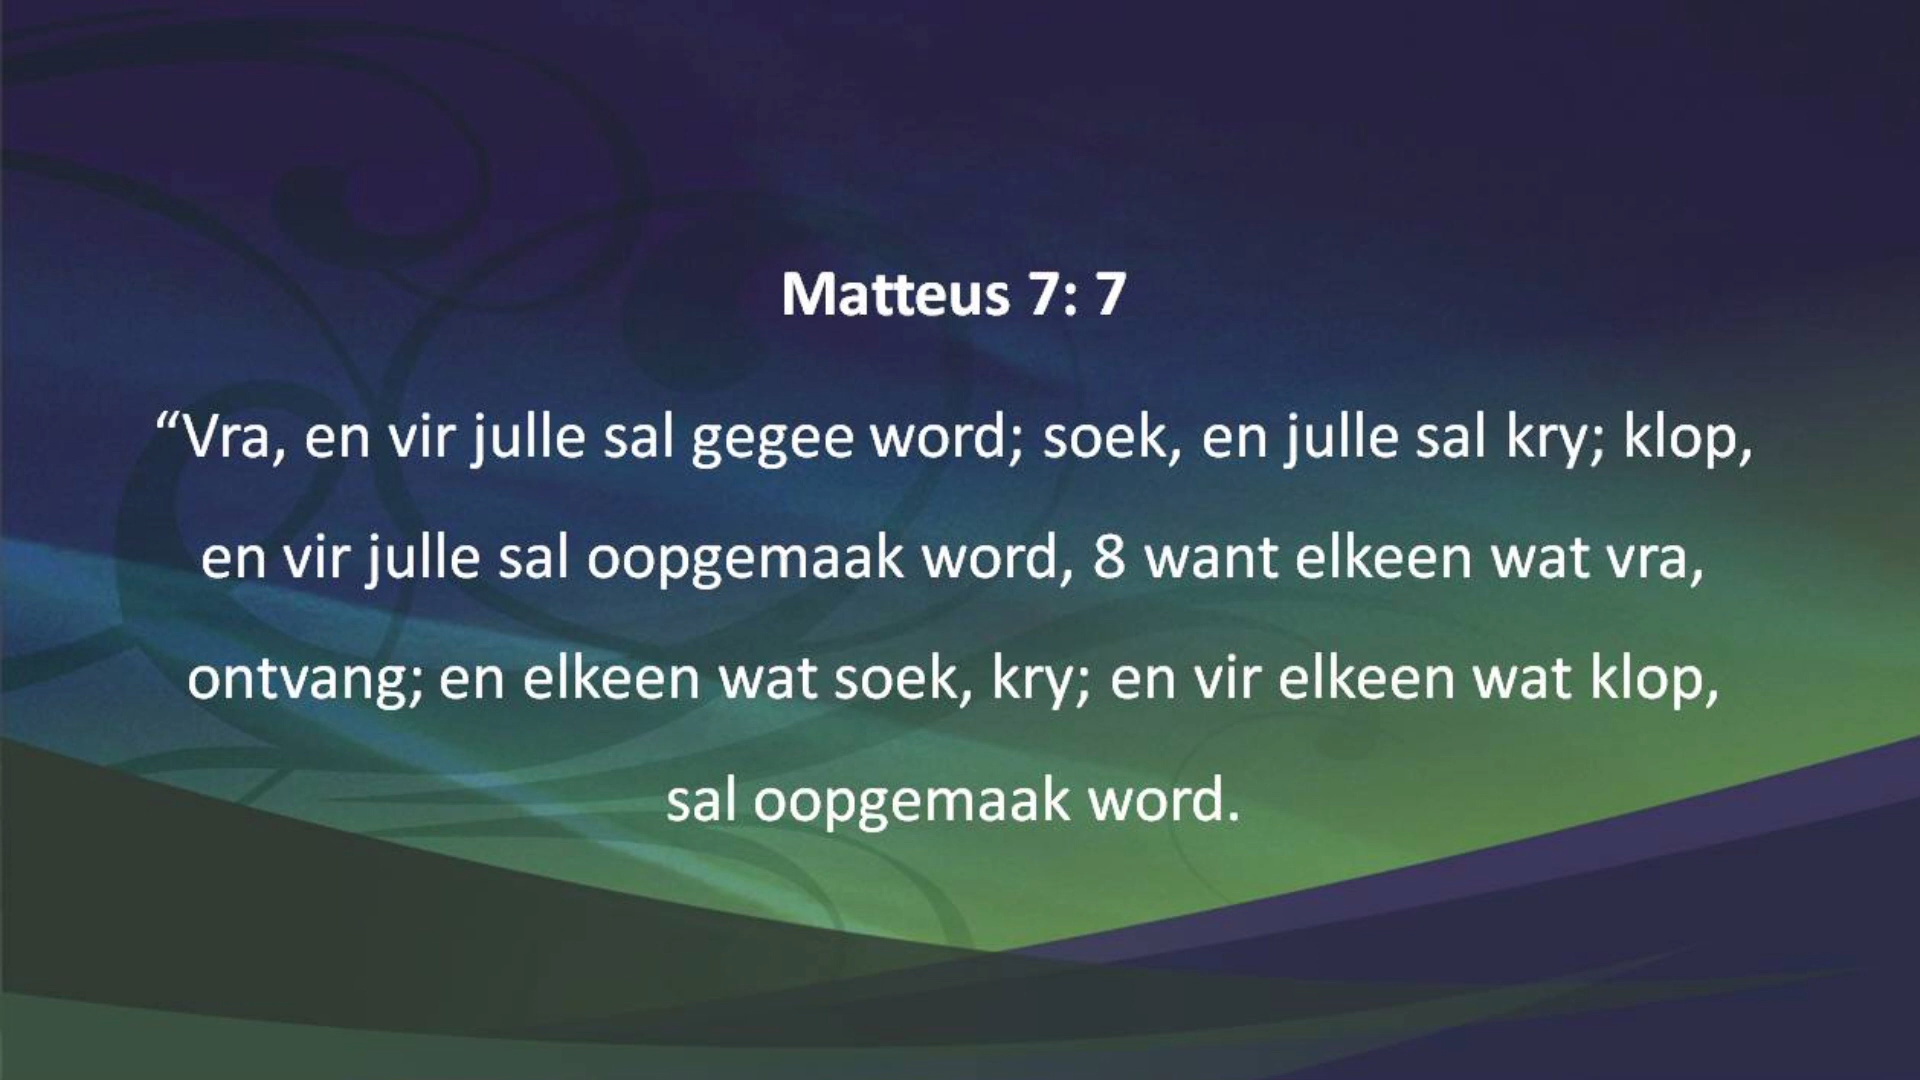 Matteus 7: 7
“Vra, en vir julle sal gegee word; soek, en julle sal kry; klop,
en vir julle sal oopgemaak word, 8 want elkeen wat vra,
ontvang; en elkeen wat soek, kry; en vir elkeen wat klop,
sal oopgemaak word.